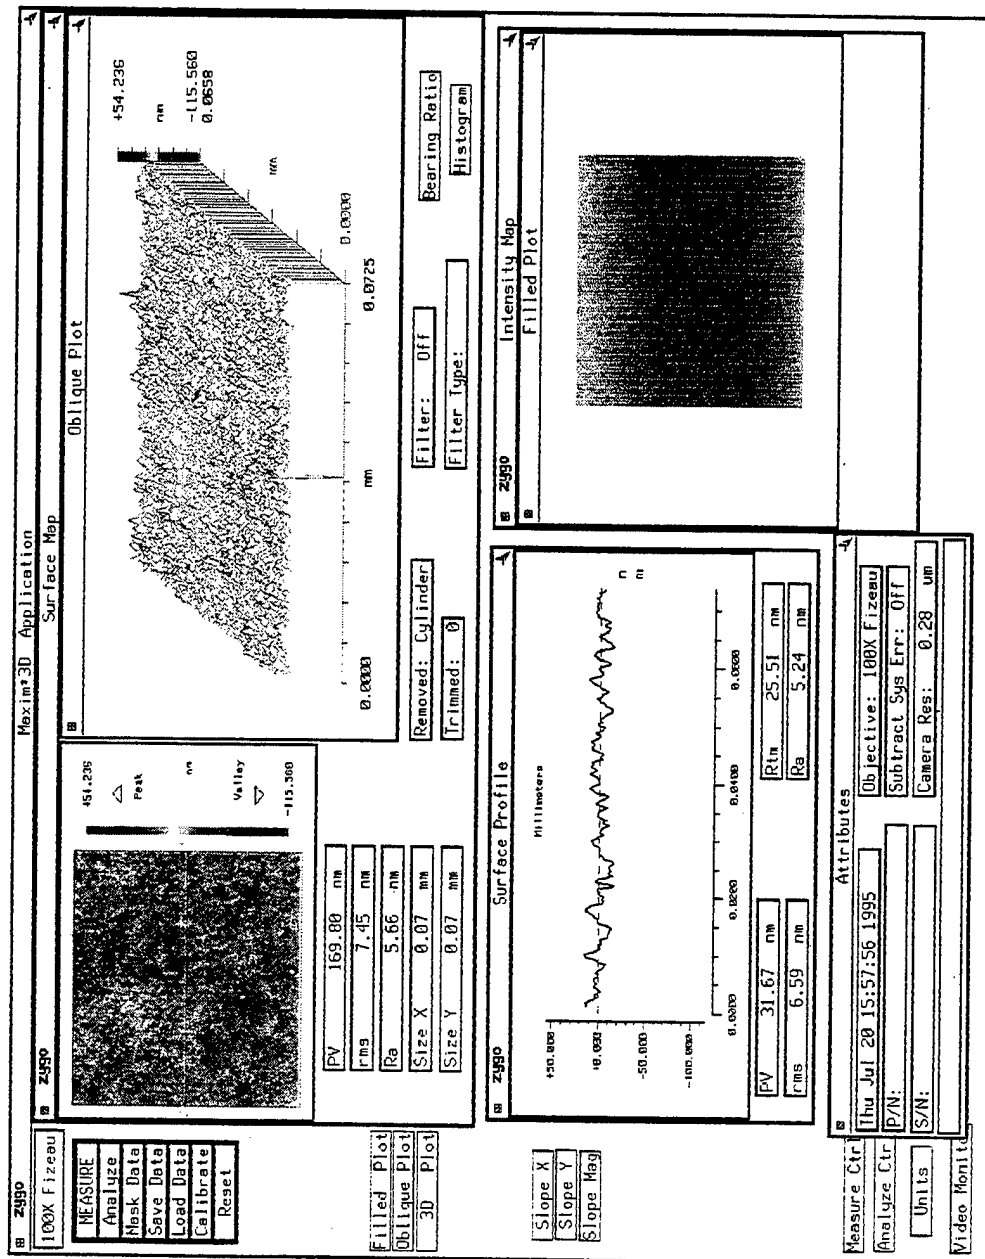 zygo
Maxim*3D Application
100X Fizeau
MEASURE
Analyze
Mask Data
Save Data
Load Data
Calibrate
Reset
Filled Plot
Oblique Plot
3D Plot
Slope X
Slope Y
Slope Mag
Measure Ctrl
Analyze Ctr
Units
Video Monito
zygo
Surface Map
+54.236
Peak
nm
Valley
-115.560
PV 169.80 nm
rms 7.45 nm
Ra 5.66 nm
Size X 0.07 mm
Size Y 0.07 mm
Oblique Plot
+54.236
nm
-115.560
0.0658
mm
0.0000
0.0000
mm
0.0725
Removed: Cylinder
Trimmed: 0
Filter: Off
Filter Type:
Bearing Ratio
Histogram
zygo
Surface Profile
+50.000
+0.000
-50.000
-100.000
Millimeters
n
m
0.0200
0.0400
0.0600
PV 31.67 nm
rms 6.59 nm
Rtm 25.51 nm
Ra 5.24 nm
zygo
Intensity Map
Filled Plot
Attributes
Thu Jul 20 15:57:56 1995
P/N:
S/N:
Objective: 100X Fizeau
Subtract Sys Err: Off
Camera Res: 0.28 um